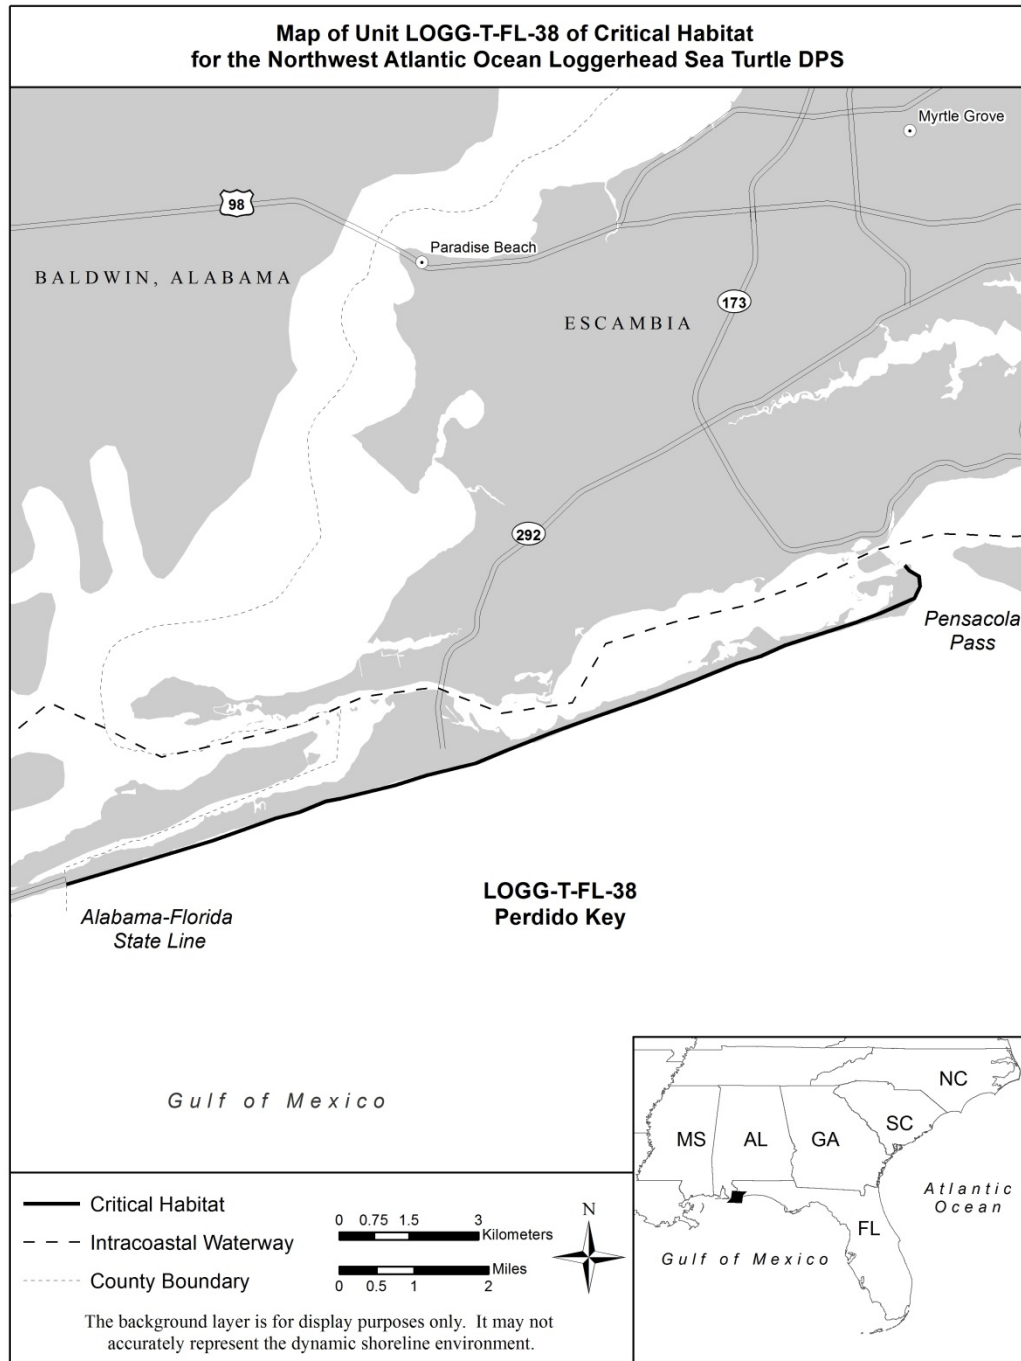 Map of Unit LOGG-T-FL-38 of Critical Habitat
for the Northwest Atlantic Ocean Loggerhead Sea Turtle DPS
Myrtle Grove
98
Paradise Beach
BALDWIN, ALABAMA
173
ESCAMBIA
292
Pensacola
Pass
LOGG-T-FL-38
Perdido Key
Alabama-Florida
State Line
Gulf of Mexico
NC
SC
MS
AL
GA
Atlantic
Ocean
FL
Gulf of Mexico
Critical Habitat
Intracoastal Waterway
County Boundary
0 0.75 1.5 3
Kilometers
Miles
0 0.5 1 2
N
The background layer is for display purposes only. It may not
accurately represent the dynamic shoreline environment.